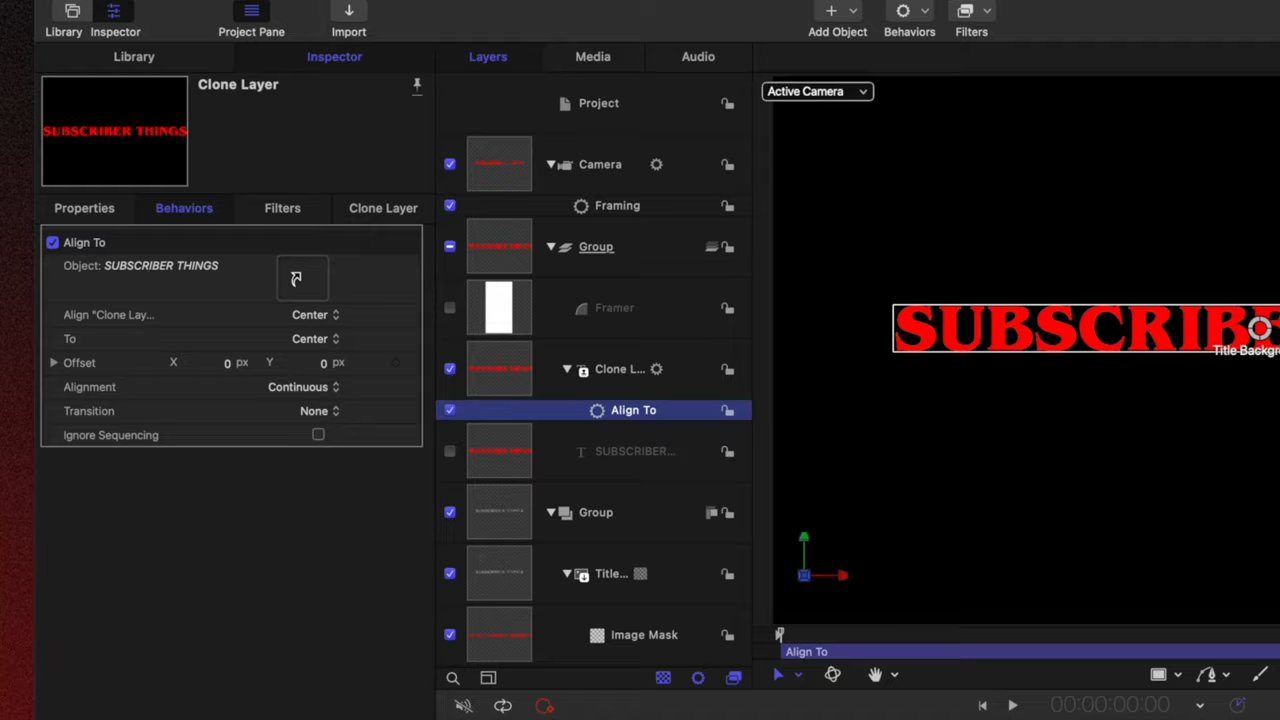 Library
Inspector
Project Pane
Import
Add Object
Behaviors
Filters
Library
Inspector
Layers
Media
Audio
Clone Layer
SUBSCRIBER THINGS
Properties
Behaviors
Filters
Clone Layer
Align To
Object: SUBSCRIBER THINGS
Align "Clone Lay...
Center
To
Center
Offset
X
0 px
Y
0 px
Alignment
Continuous
Transition
None
Ignore Sequencing
Project
Camera
Framing
Group
Framer
Clone L...
Align To
T SUBSCRIBER...
Group
Title...
Image Mask
Active Camera
SUBSCRIBE
Title Backgr
Align To
00:00:00:00